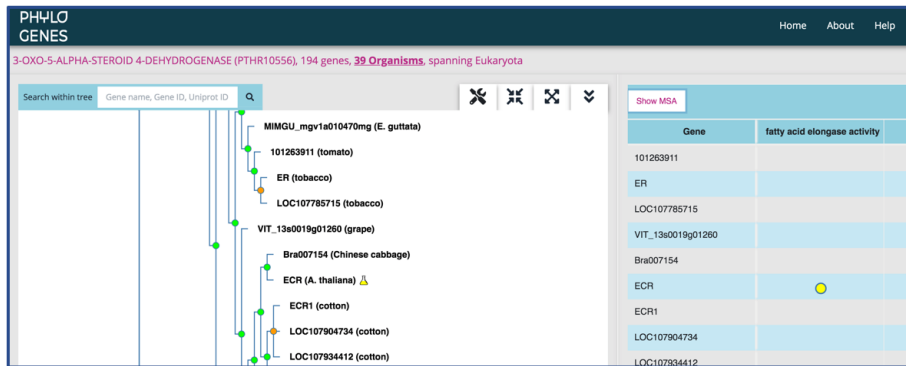 PHYLO
GENES
Home About Help
3-OXO-5-ALPHA-STEROID 4-DEHYDROGENASE (PTHR10556), 194 genes, 39 Organisms, spanning Eukaryota
Search within tree
Gene name, Gene ID, Uniprot ID
MIMGU_mgv1a010470mg (E. guttata)
101263911 (tomato)
ER (tobacco)
LOC107785715 (tobacco)
VIT_13s0019g01260 (grape)
Bra007154 (Chinese cabbage)
ECR (A. thaliana)
ECR1 (cotton)
LOC107904734 (cotton)
LOC107934412 (cotton)
Show MSA
Gene fatty acid elongase activity
101263911
ER
LOC107785715
VIT_13s0019g01260
Bra007154
ECR
ECR1
LOC107904734
LOC107934412